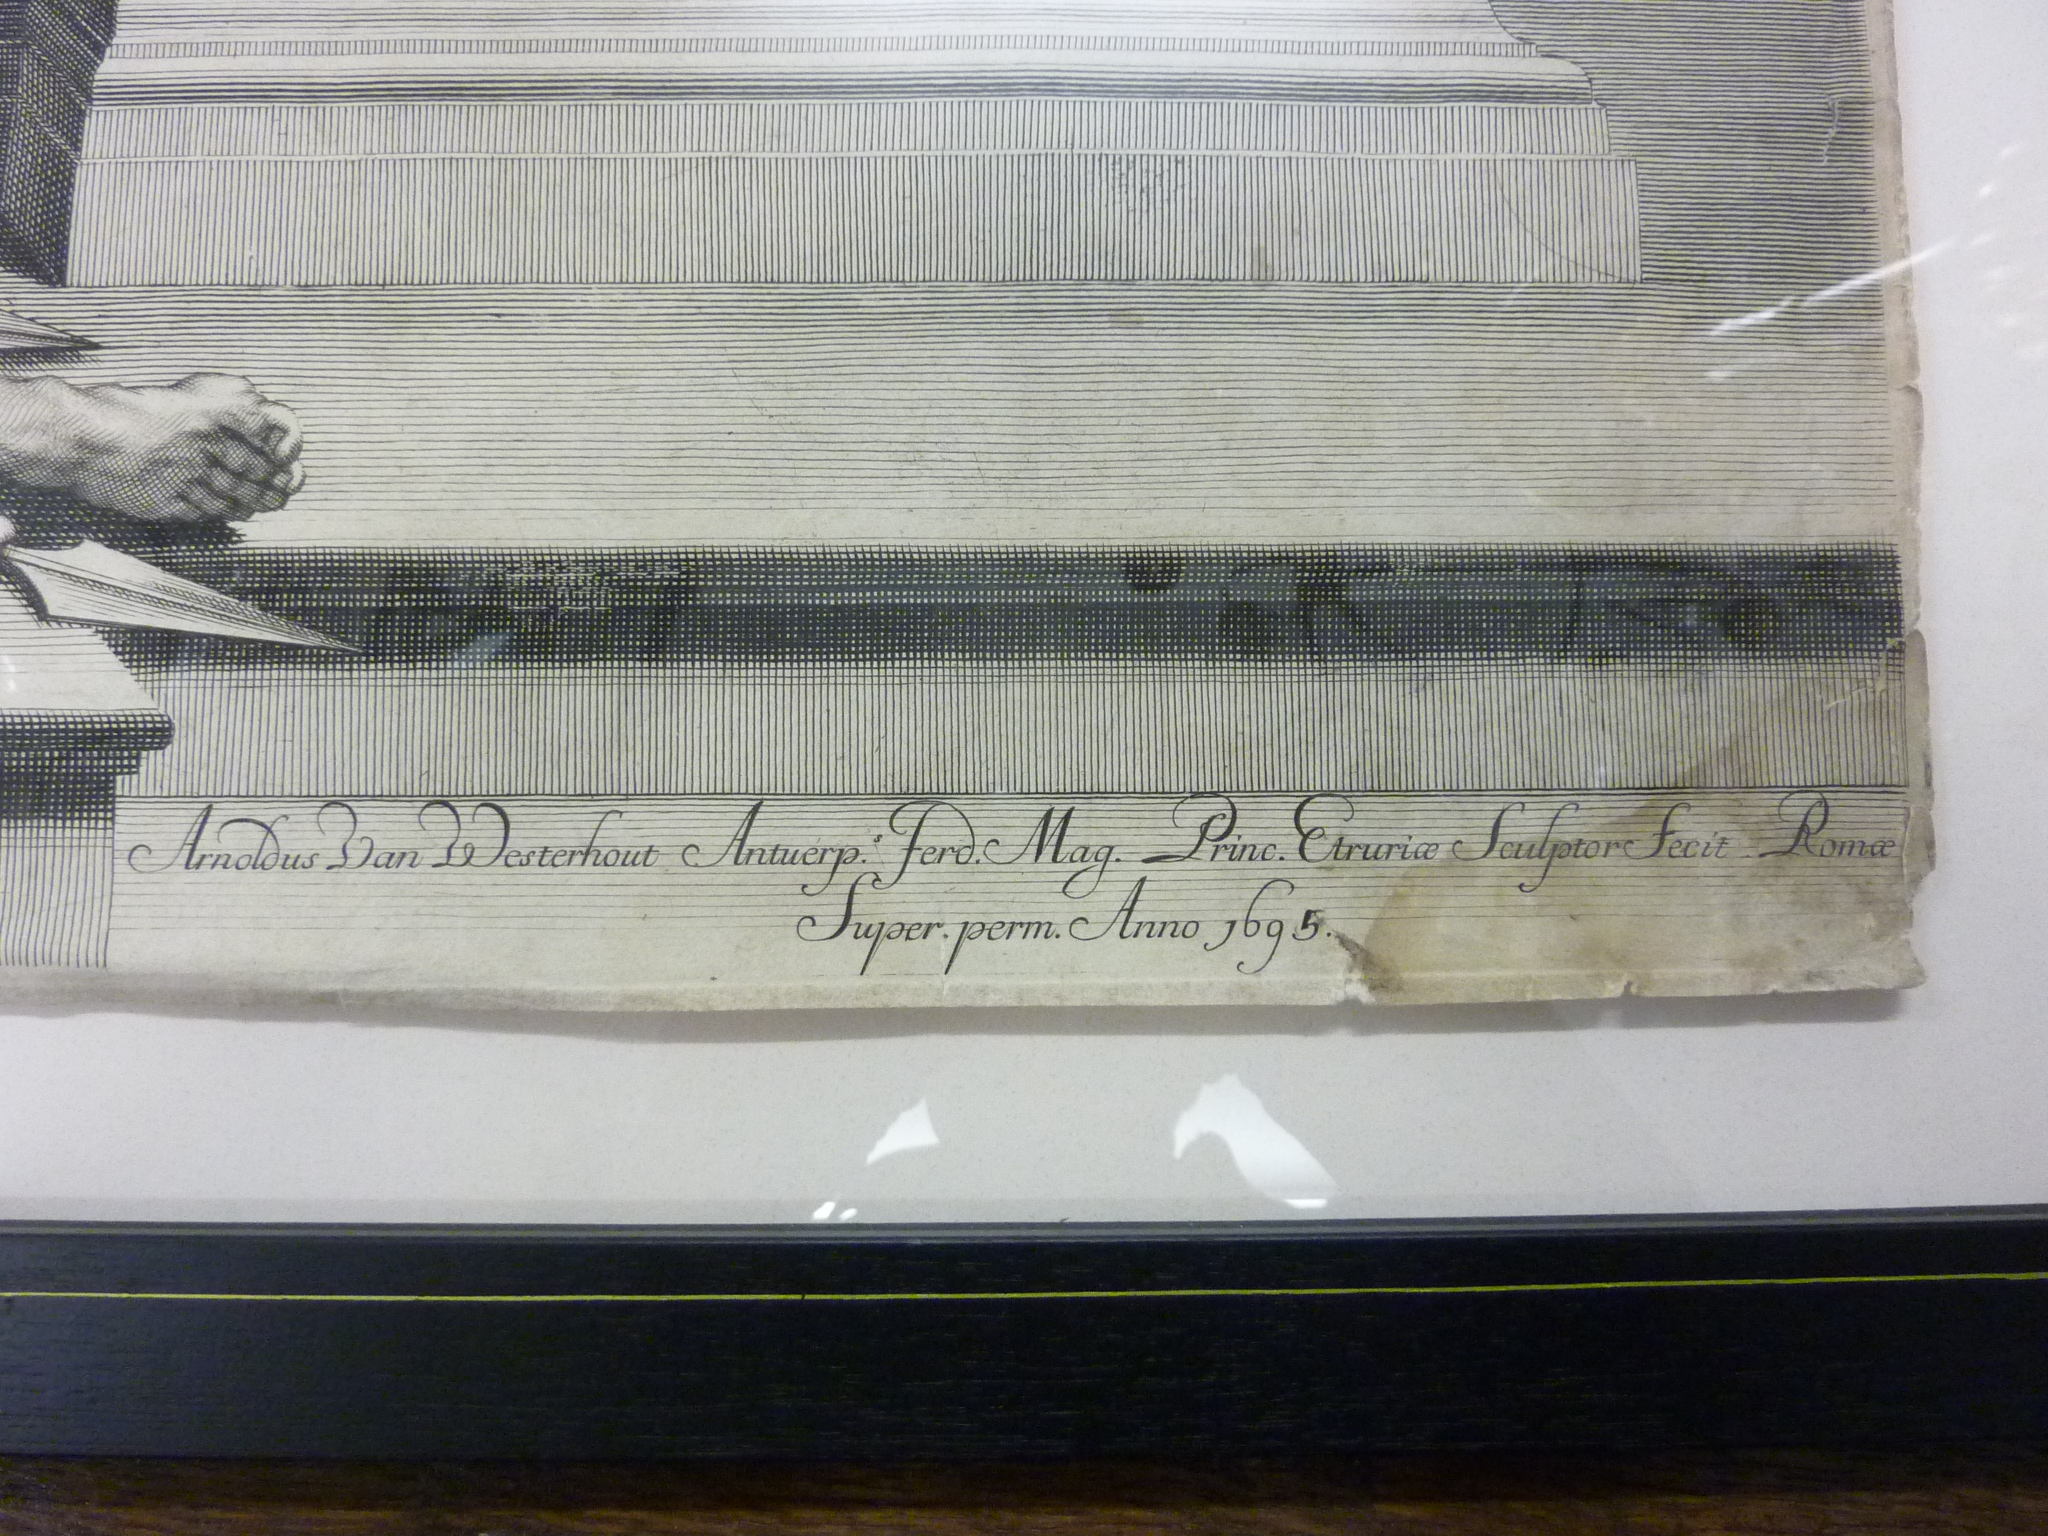 Arnoldus Van Westerhout Antuerp.s Ferd. Mag. Princ. Etruriæ Sculptor fecit Romæ
Super. perm. Anno 1695.